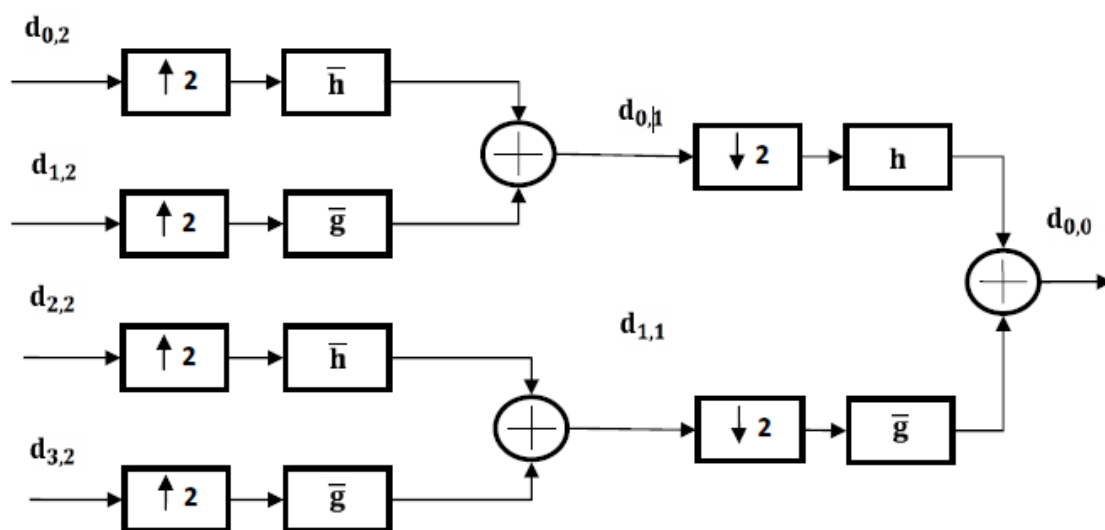 d0,2
↑ 2 h̅
d0,1
↓ 2 h
d1,2
↑ 2 g̅
d0,0
d2,2
↑ 2 h̅
d1,1
↓ 2 g̅
d3,2
↑ 2 g̅